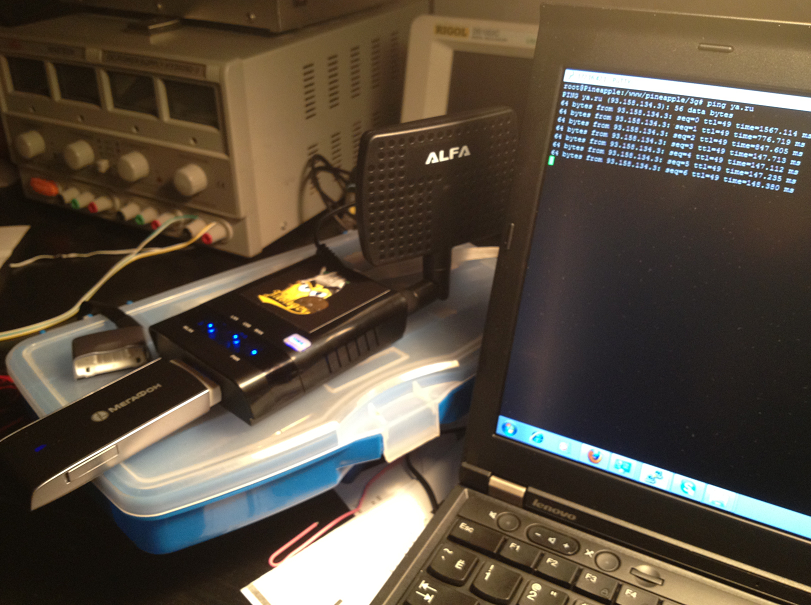 RIGOL
ALFA
МЕГАФОН
root@Pineapple:/www/pineapple/3g# ping ya.ru
PING ya.ru (93.158.134.3): 56 data bytes
64 bytes from 93.158.134.3: seq=0 ttl=49 time=1567.114 ms
64 bytes from 93.158.134.3: seq=1 ttl=49 time=776.719 ms
64 bytes from 93.158.134.3: seq=2 ttl=49 time=847.605 ms
64 bytes from 93.158.134.3: seq=3 ttl=49 time=147.713 ms
64 bytes from 93.158.134.3: seq=4 ttl=49 time=147.112 ms
64 bytes from 93.158.134.3: seq=5 ttl=49 time=147.235 ms
64 bytes from 93.158.134.3: seq=6 ttl=49 time=148.380 ms
lenovo
Esc
F1
F2
F3
F4
~ Ё
! 1
2